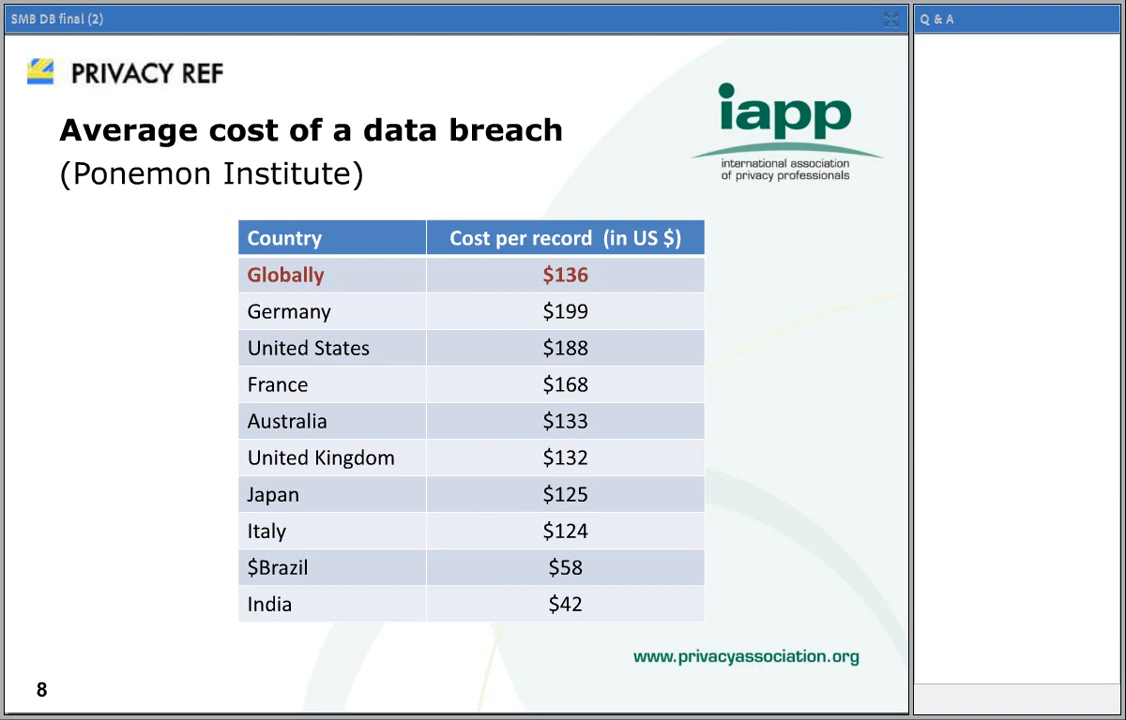 SMB DB final (2)
Q & A
PRIVACY REF
iapp
international association
of privacy professionals
Average cost of a data breach
(Ponemon Institute)
Country Cost per record (in US $)
Globally $136
Germany $199
United States $188
France $168
Australia $133
United Kingdom $132
Japan $125
Italy $124
$Brazil $58
India $42
www.privacyassociation.org
8